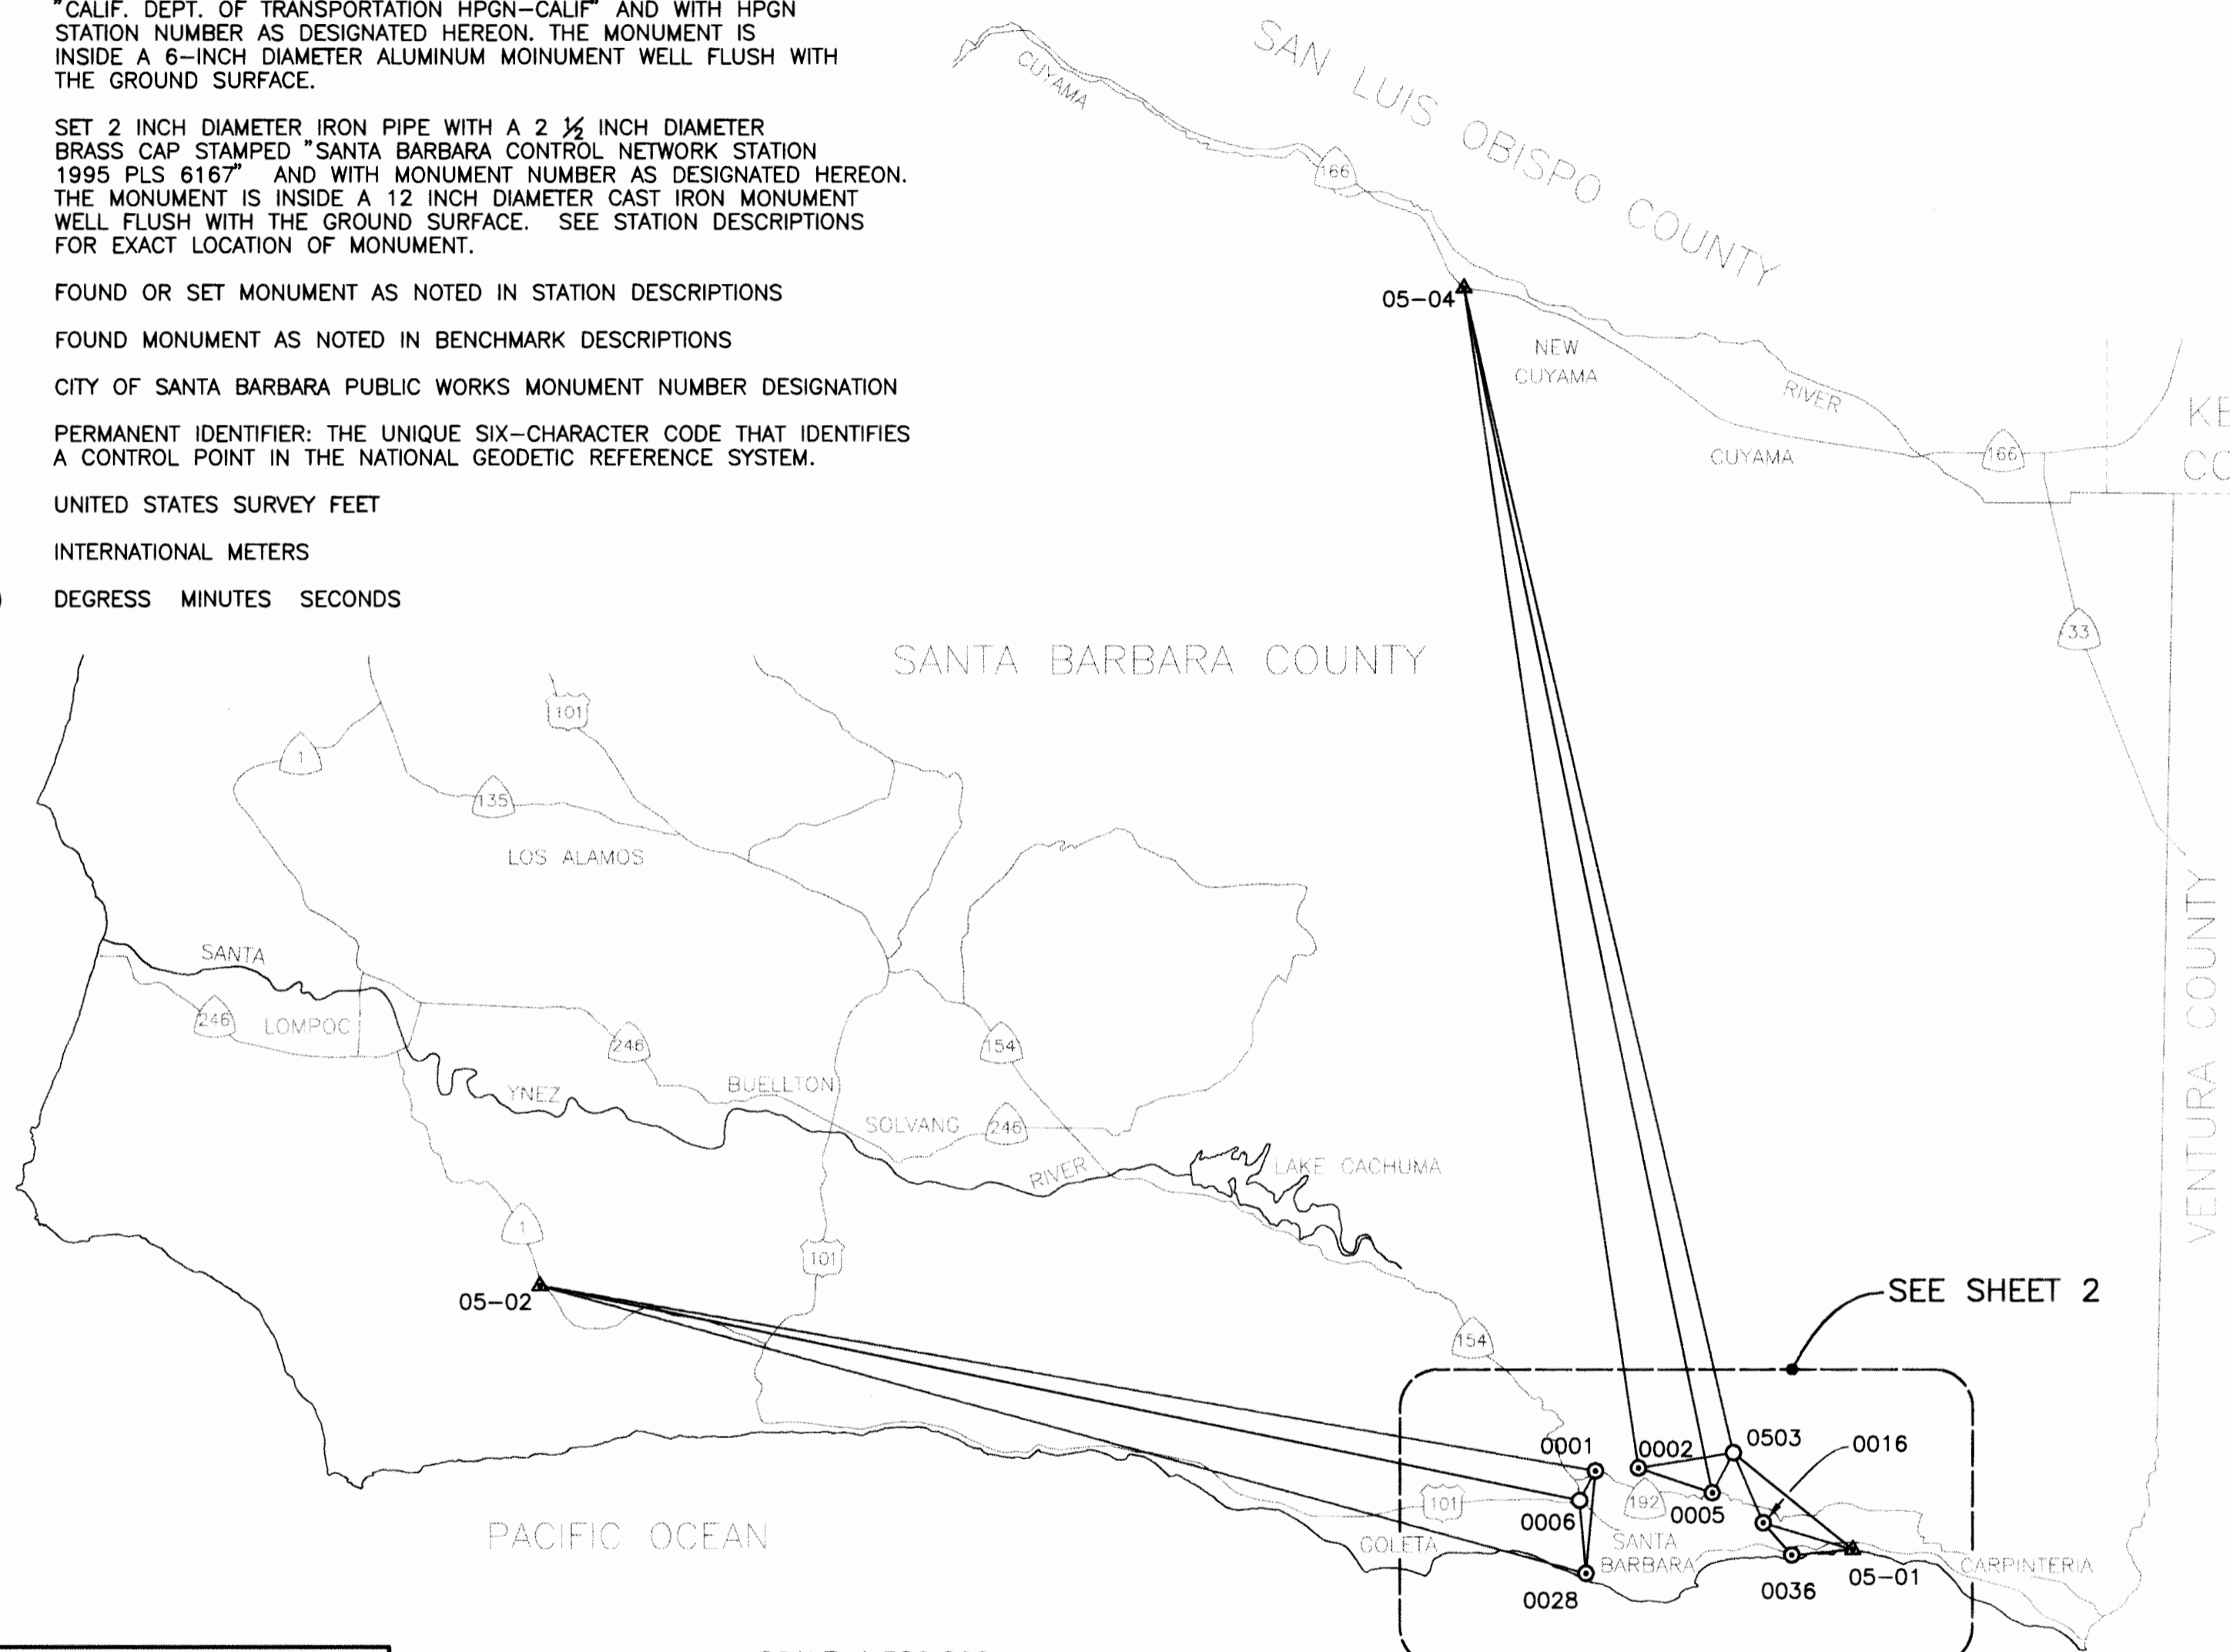 "CALIF. DEPT. OF TRANSPORTATION HPGN-CALIF" AND WITH HPGN
STATION NUMBER AS DESIGNATED HEREON. THE MONUMENT IS
INSIDE A 6-INCH DIAMETER ALUMINUM MOINUMENT WELL FLUSH WITH
THE GROUND SURFACE.
SET 2 INCH DIAMETER IRON PIPE WITH A 2 ½ INCH DIAMETER
BRASS CAP STAMPED "SANTA BARBARA CONTROL NETWORK STATION
1995 PLS 6167" AND WITH MONUMENT NUMBER AS DESIGNATED HEREON.
THE MONUMENT IS INSIDE A 12 INCH DIAMETER CAST IRON MONUMENT
WELL FLUSH WITH THE GROUND SURFACE. SEE STATION DESCRIPTIONS
FOR EXACT LOCATION OF MONUMENT.
FOUND OR SET MONUMENT AS NOTED IN STATION DESCRIPTIONS
FOUND MONUMENT AS NOTED IN BENCHMARK DESCRIPTIONS
CITY OF SANTA BARBARA PUBLIC WORKS MONUMENT NUMBER DESIGNATION
PERMANENT IDENTIFIER: THE UNIQUE SIX-CHARACTER CODE THAT IDENTIFIES
A CONTROL POINT IN THE NATIONAL GEODETIC REFERENCE SYSTEM.
UNITED STATES SURVEY FEET
INTERNATIONAL METERS
DEGRESS MINUTES SECONDS
CUYAMA
SAN LUIS OBISPO COUNTY
166
05-04
NEW
CUYAMA
RIVER
CUYAMA
166
KE
CO
33
SANTA BARBARA COUNTY
101
1
135
LOS ALAMOS
SANTA
246
LOMPOC
246
154
YNEZ
BUELLTON
SOLVANG
246
RIVER
LAKE CACHUMA
VENTURA COUNTY
1
101
05-02
154
SEE SHEET 2
0001
0002
0503
0016
101
192
0006
0005
GOLETA
SANTA
BARBARA
CARPINTERIA
05-01
0028
0036
PACIFIC OCEAN